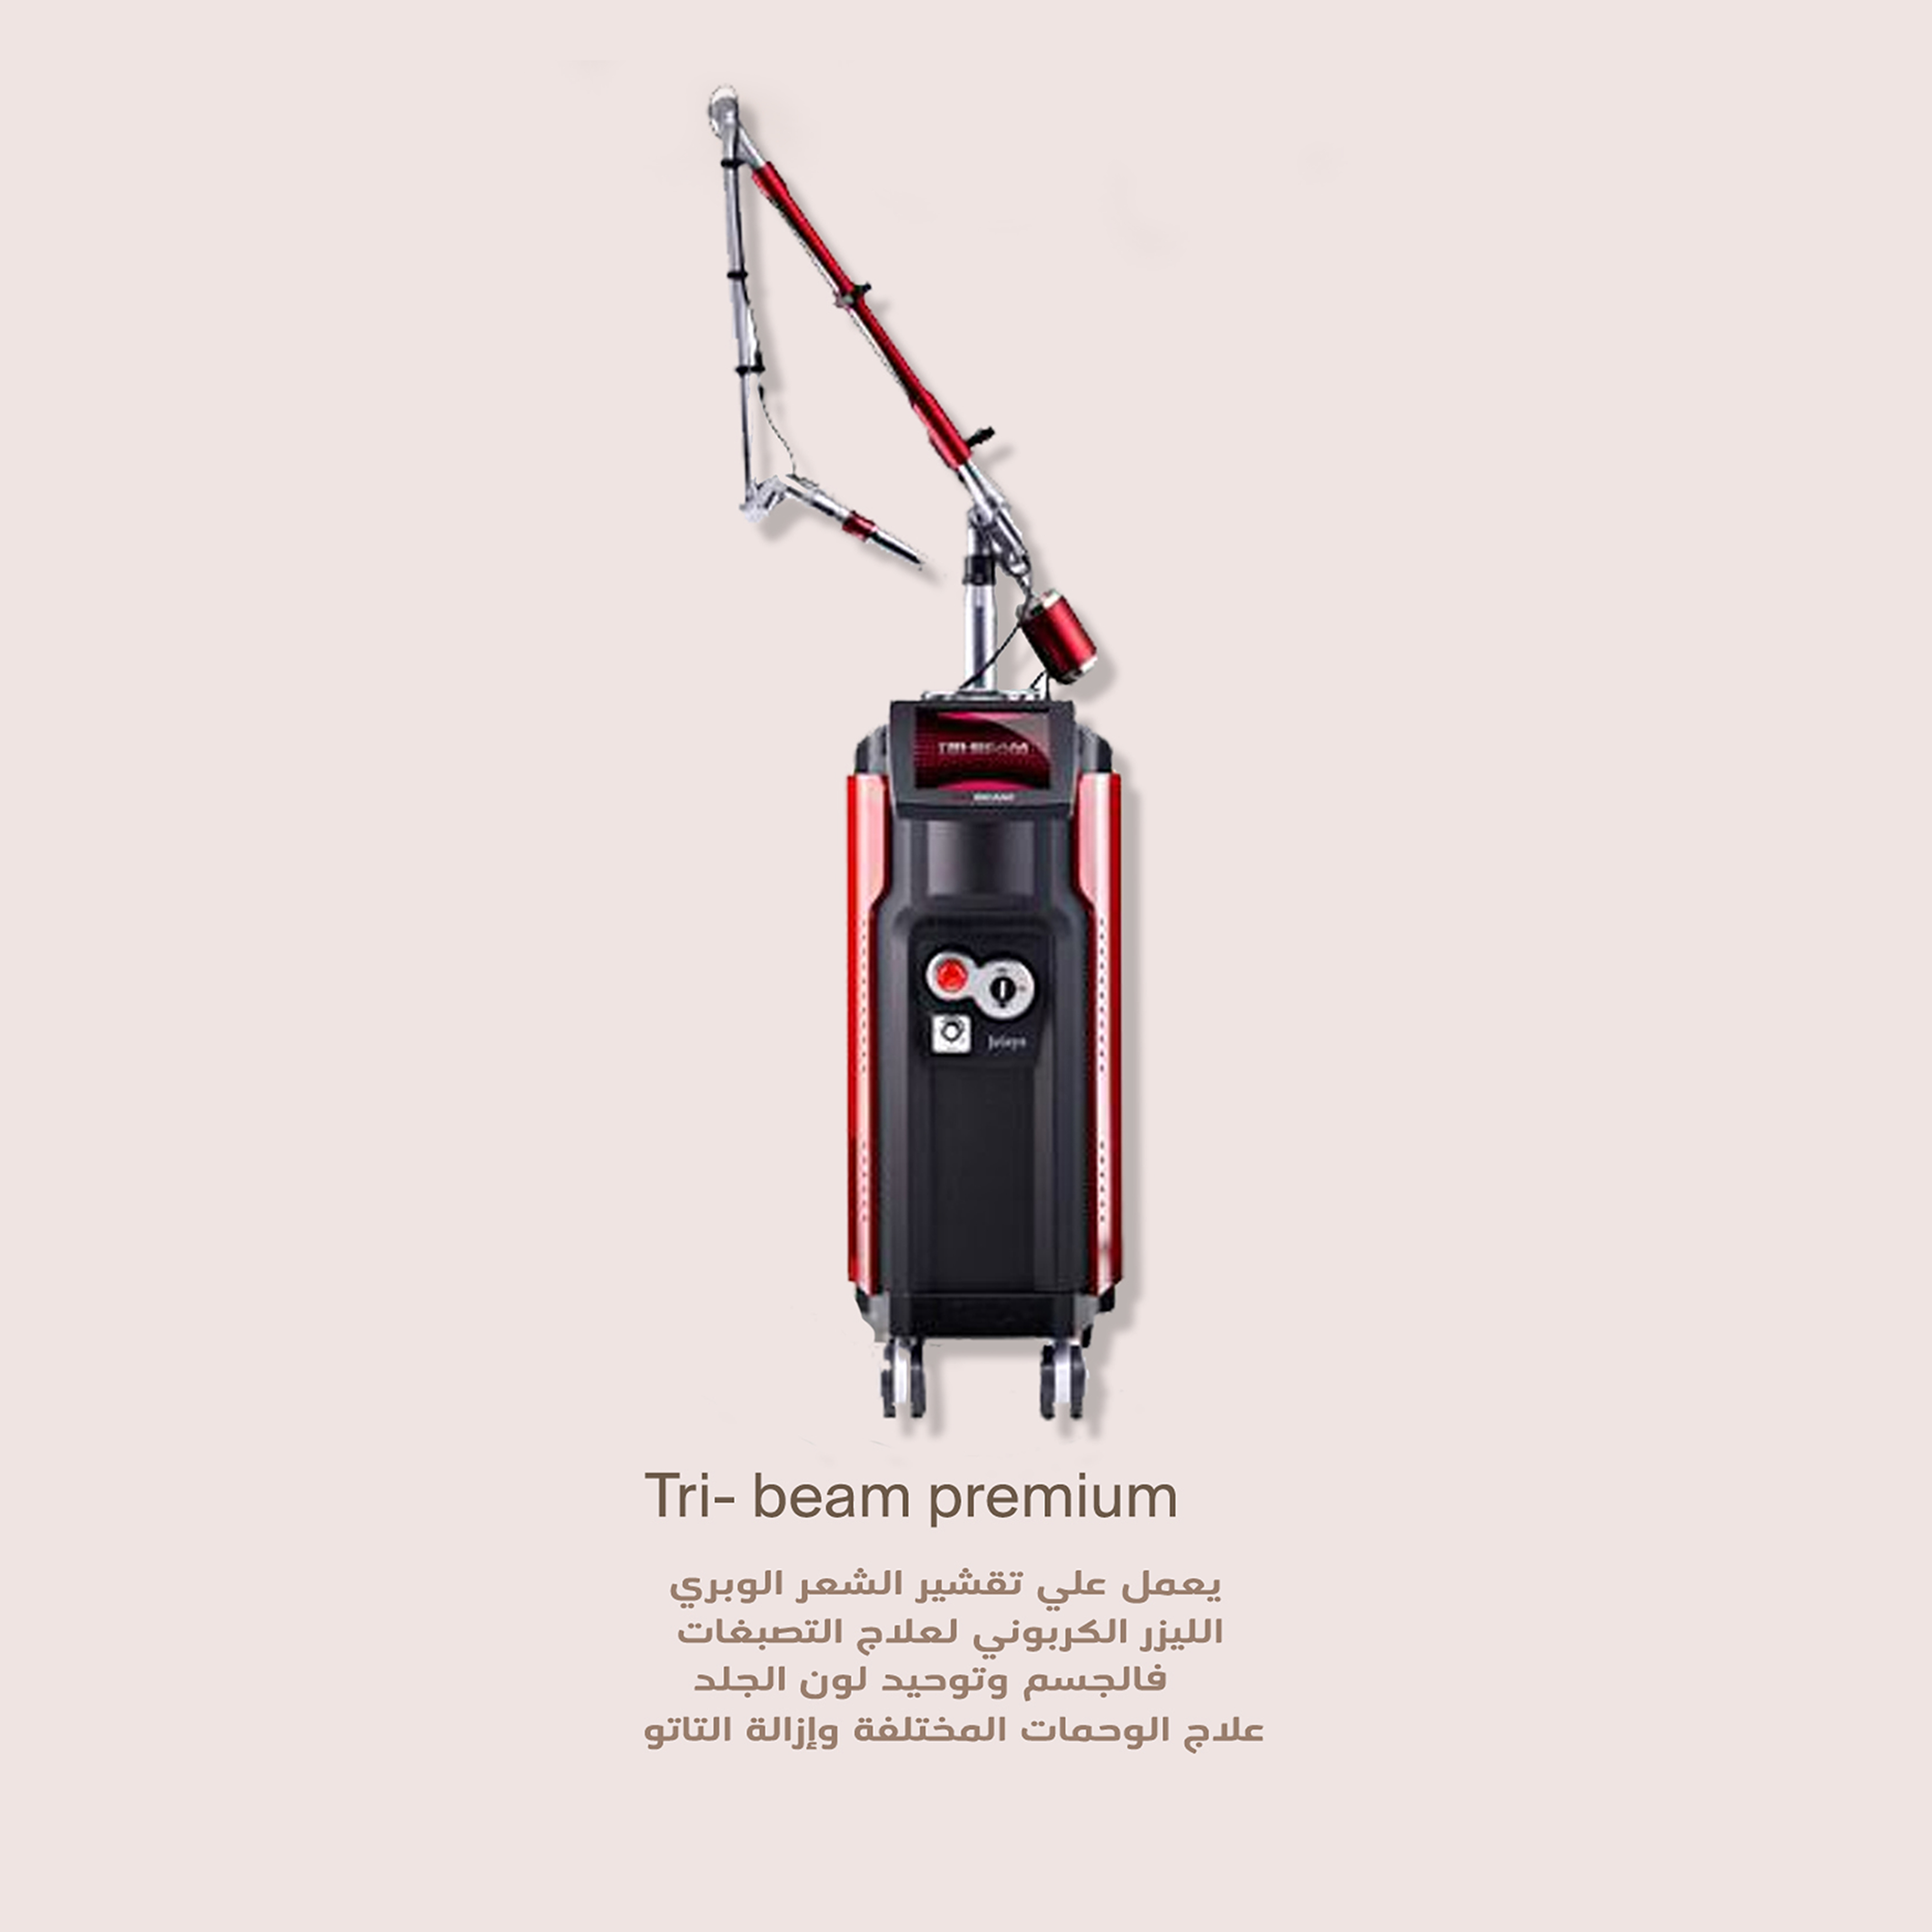 TRI-BEAM
Jeisys
Tri- beam premium
يعمل علي تقشير الشعر الوبري
الليزر الكربوني لعلاج التصبغات
فالجسم وتوحيد لون الجلد
علاج الوحمات المختلفة وإزالة التاتو